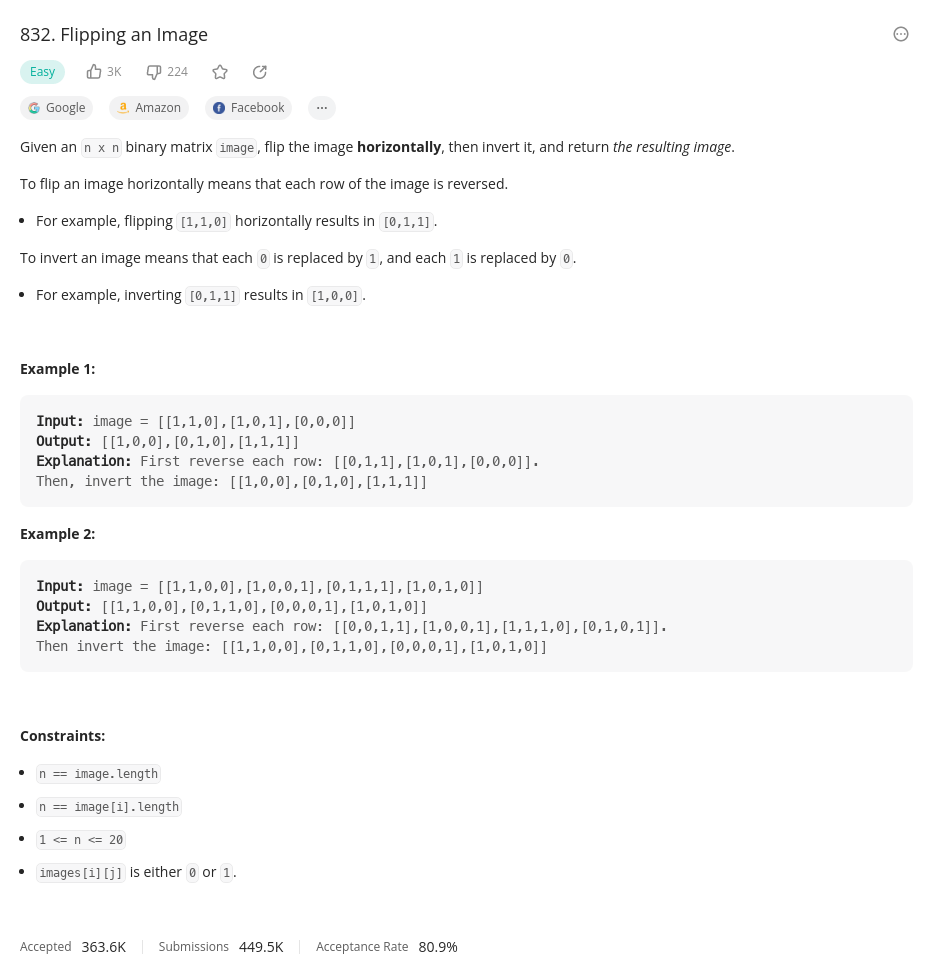 832. Flipping an Image
Easy 3K 224
Google Amazon Facebook ...
Given an n x n binary matrix image, flip the image horizontally, then invert it, and return the resulting image.
To flip an image horizontally means that each row of the image is reversed.
• For example, flipping [1,1,0] horizontally results in [0,1,1].
To invert an image means that each 0 is replaced by 1, and each 1 is replaced by 0.
• For example, inverting [0,1,1] results in [1,0,0].
Example 1:
Input: image = [[1,1,0],[1,0,1],[0,0,0]]
Output: [[1,0,0],[0,1,0],[1,1,1]]
Explanation: First reverse each row: [[0,1,1],[1,0,1],[0,0,0]].
Then, invert the image: [[1,0,0],[0,1,0],[1,1,1]]
Example 2:
Input: image = [[1,1,0,0],[1,0,0,1],[0,1,1,1],[1,0,1,0]]
Output: [[1,1,0,0],[0,1,1,0],[0,0,0,1],[1,0,1,0]]
Explanation: First reverse each row: [[0,0,1,1],[1,0,0,1],[1,1,1,0],[0,1,0,1]].
Then invert the image: [[1,1,0,0],[0,1,1,0],[0,0,0,1],[1,0,1,0]]
Constraints:
• n == image.length
• n == image[i].length
• 1 <= n <= 20
• images[i][j] is either 0 or 1.
Accepted 363.6K Submissions 449.5K Acceptance Rate 80.9%